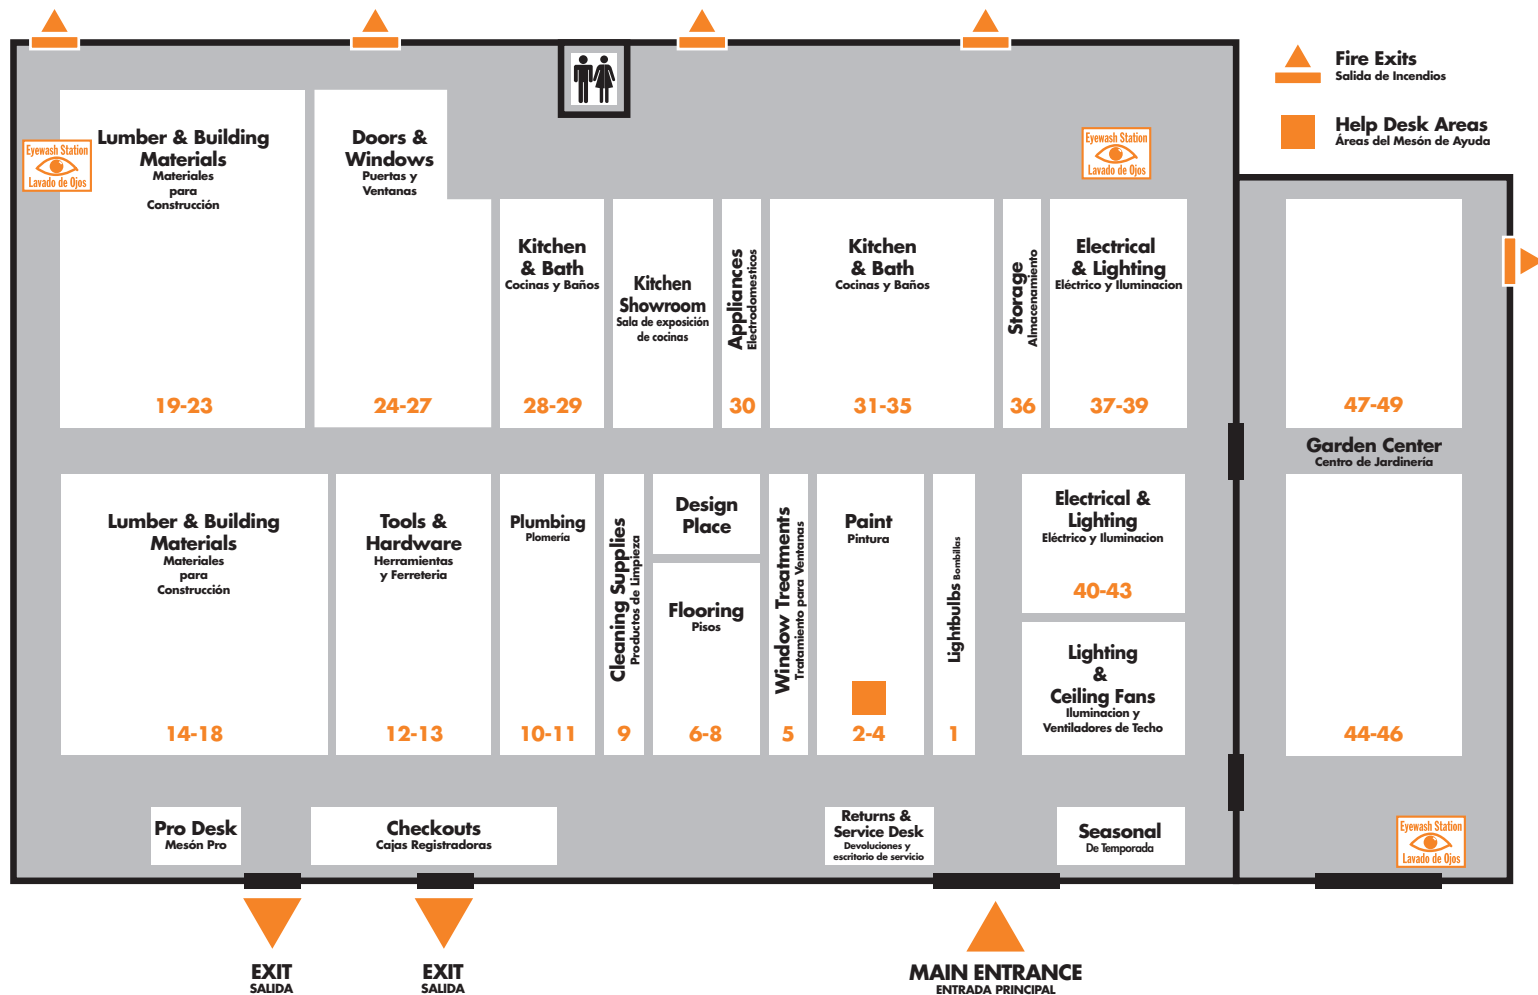 Fire Exits
Salida de Incendios
Help Desk Areas
Áreas del Mesón de Ayuda
Eyewash Station
Lavado de Ojos
Lumber & Building
Materials
Materiales
para
Construcción
19-23
Doors &
Windows
Puertas y
Ventanas
24-27
Kitchen
& Bath
Cocinas y Baños
28-29
Kitchen
Showroom
Sala de exposición
de cocinas
Appliances
Electrodomesticos
30
Kitchen
& Bath
Cocinas y Baños
31-35
Storage
Almacenamiento
36
Eyewash Station
Lavado de Ojos
Electrical
& Lighting
Eléctrico y Iluminacion
37-39
47-49
Garden Center
Centro de Jardinería
Lumber & Building
Materials
Materiales
para
Construcción
14-18
Tools &
Hardware
Herramientas
y Ferreteria
12-13
Plumbing
Plomería
10-11
Cleaning Supplies
Productos de Limpieza
9
Design
Place
Flooring
Pisos
6-8
Window Treatments
Tratamiento para Ventanas
5
Paint
Pintura
2-4
Lightbulbs Bombillas
1
Electrical &
Lighting
Eléctrico y Iluminacion
40-43
Lighting
&
Ceiling Fans
Iluminacion y
Ventiladores de Techo
44-46
Pro Desk
Mesón Pro
Checkouts
Cajas Registradoras
Returns &
Service Desk
Devoluciones y
escritorio de servicio
Seasonal
De Temporada
Eyewash Station
Lavado de Ojos
EXIT
SALIDA
EXIT
SALIDA
MAIN ENTRANCE
ENTRADA PRINCIPAL